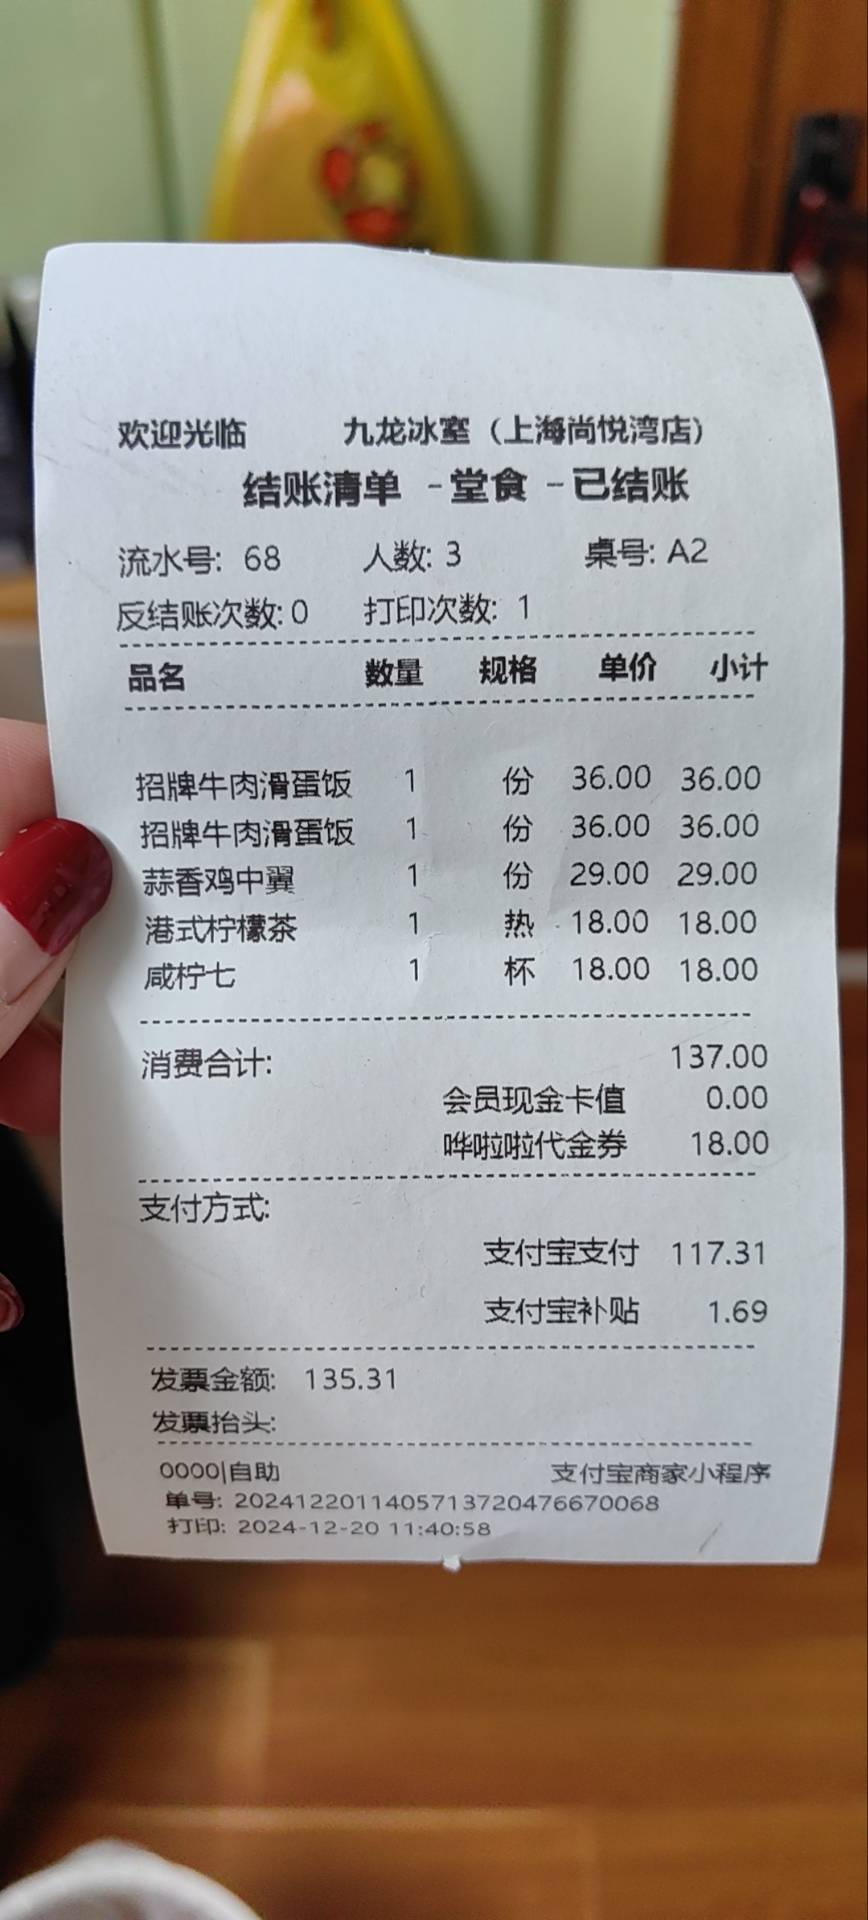 欢迎光临 九龙冰室（上海尚悦湾店）
结账清单 -堂食 -已结账
流水号: 68 人数: 3 桌号: A2
反结账次数: 0 打印次数: 1
品名 数量 规格 单价 小计
招牌牛肉滑蛋饭 1 份 36.00 36.00
招牌牛肉滑蛋饭 1 份 36.00 36.00
蒜香鸡中翼 1 份 29.00 29.00
港式柠檬茶 1 热 18.00 18.00
咸柠七 1 杯 18.00 18.00
消费合计: 137.00
会员现金卡值 0.00
哗啦啦代金券 18.00
支付方式:
支付宝支付 117.31
支付宝补贴 1.69
发票金额: 135.31
发票抬头:
0000|自助 支付宝商家小程序
单号: 2024122011405713720476670068
打印: 2024-12-20 11:40:58